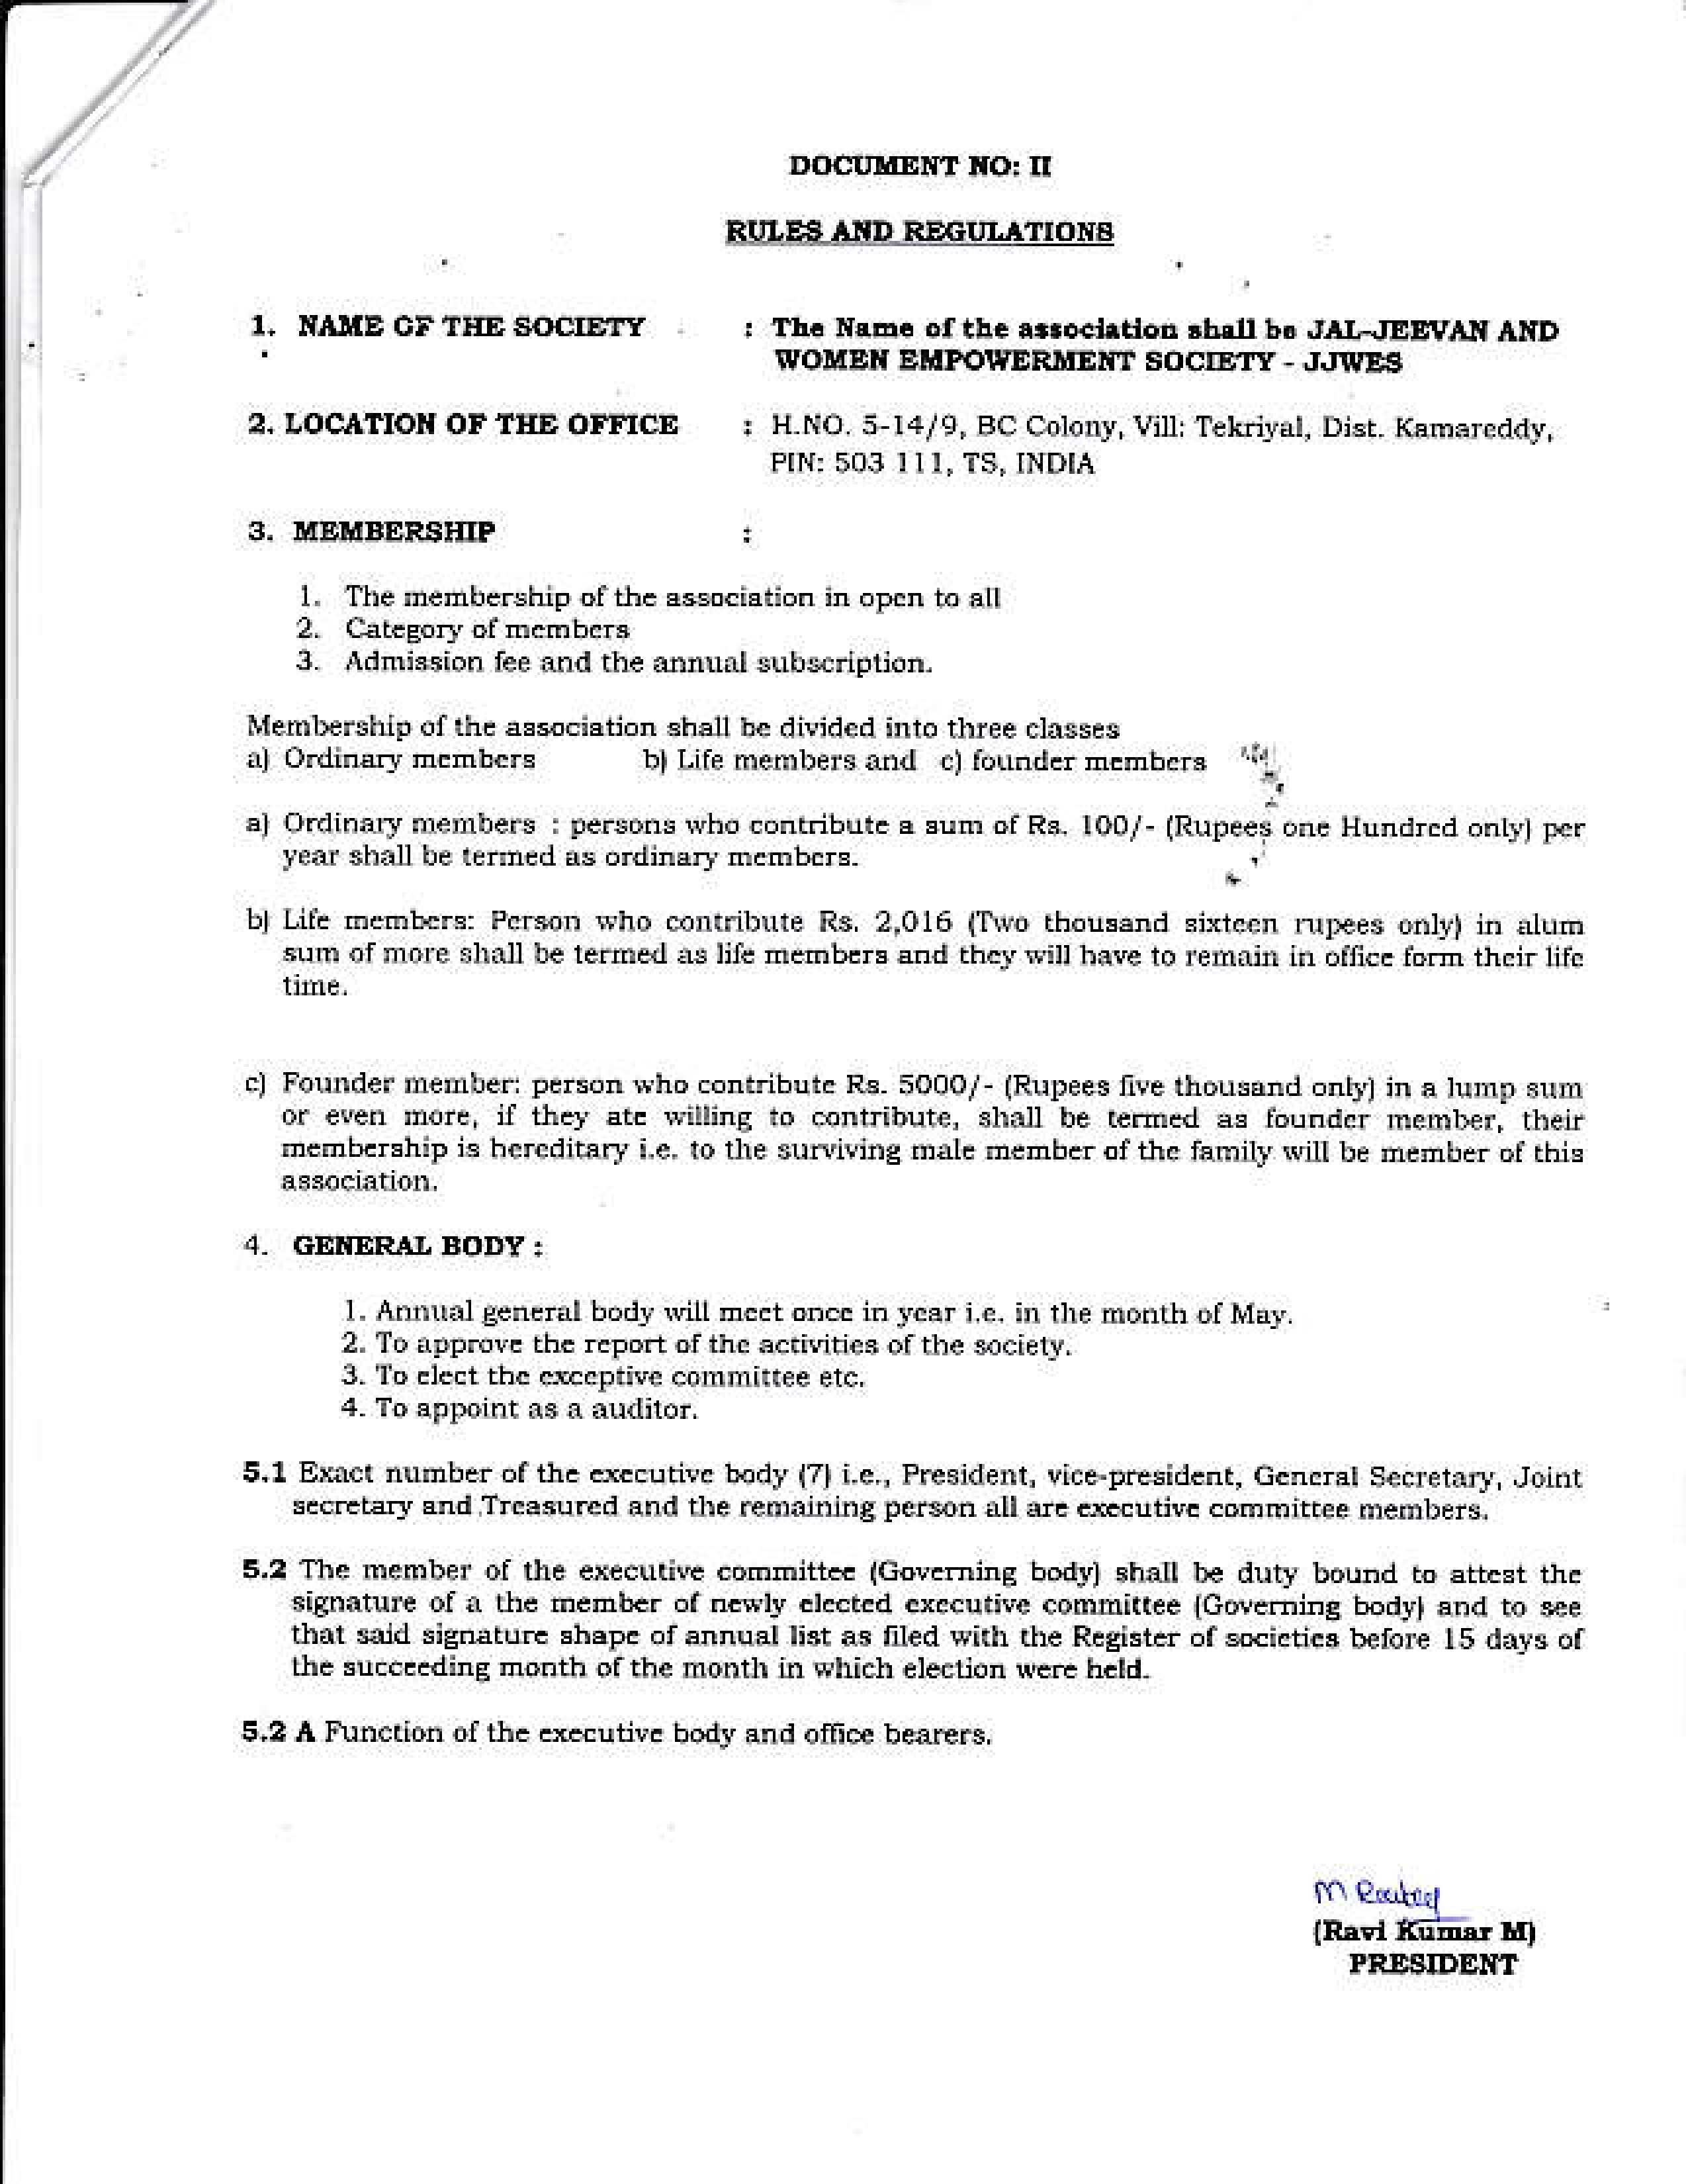 DOCUMENT NO: II
RULES AND REGULATIONS
1. NAME OF THE SOCIETY : The Name of the association shall be JAL-JEEVAN AND
WOMEN EMPOWERMENT SOCIETY - JJWES
2. LOCATION OF THE OFFICE : H.NO. 5-14/9, BC Colony, Vill: Tekriyal, Dist. Kamareddy,
PIN: 503 111, TS, INDIA
3. MEMBERSHIP :
1. The membership of the association in open to all
2. Category of members
3. Admission fee and the annual subscription.
Membership of the association shall be divided into three classes
a) Ordinary members b) Life members and c) founder members
a) Ordinary members : persons who contribute a sum of Rs. 100/- (Rupees one Hundred only) per
year shall be termed as ordinary members.
b) Life members: Person who contribute Rs. 2,016 (Two thousand sixteen rupees only) in alum
sum of more shall be termed as life members and they will have to remain in office form their life
time.
c) Founder member: person who contribute Rs. 5000/- (Rupees five thousand only) in a lump sum
or even more, if they ate willing to contribute, shall be termed as founder member, their
membership is hereditary i.e. to the surviving male member of the family will be member of this
association.
4. GENERAL BODY :
1. Annual general body will meet once in year i.e. in the month of May.
2. To approve the report of the activities of the society.
3. To elect the exceptive committee etc.
4. To appoint as a auditor.
5.1 Exact number of the executive body (7) i.e., President, vice-president, General Secretary, Joint
secretary and Treasured and the remaining person all are executive committee members.
5.2 The member of the executive committee (Governing body) shall be duty bound to attest the
signature of a the member of newly elected executive committee (Governing body) and to see
that said signature shape of annual list as filed with the Register of societies before 15 days of
the succeeding month of the month in which election were held.
5.2 A Function of the executive body and office bearers.
M
(Ravi Kumar M)
PRESIDENT